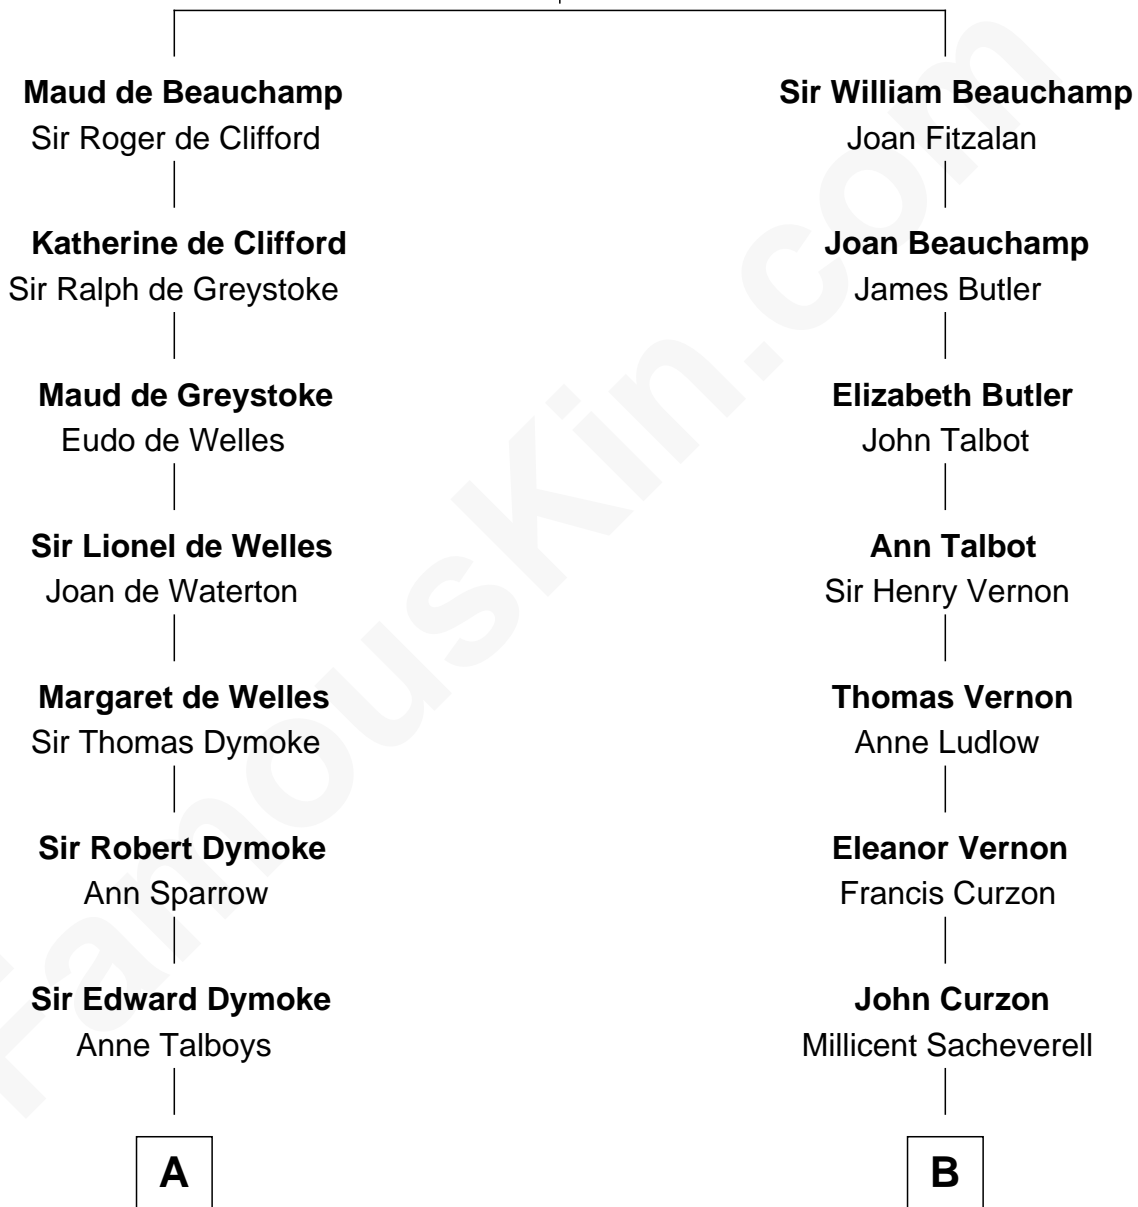 Maud de Beauchamp
Sir Roger de Clifford
Katherine de Clifford
Sir Ralph de Greystoke
Maud de Greystoke
Eudo de Welles
Sir Lionel de Welles
Joan de Waterton
Margaret de Welles
Sir Thomas Dymoke
Sir Robert Dymoke
Ann Sparrow
Sir Edward Dymoke
Anne Talboys
A
Sir William Beauchamp
Joan Fitzalan
Joan Beauchamp
James Butler
Elizabeth Butler
John Talbot
Ann Talbot
Sir Henry Vernon
Thomas Vernon
Anne Ludlow
Eleanor Vernon
Francis Curzon
John Curzon
Millicent Sacheverell
B
FamousKin.com